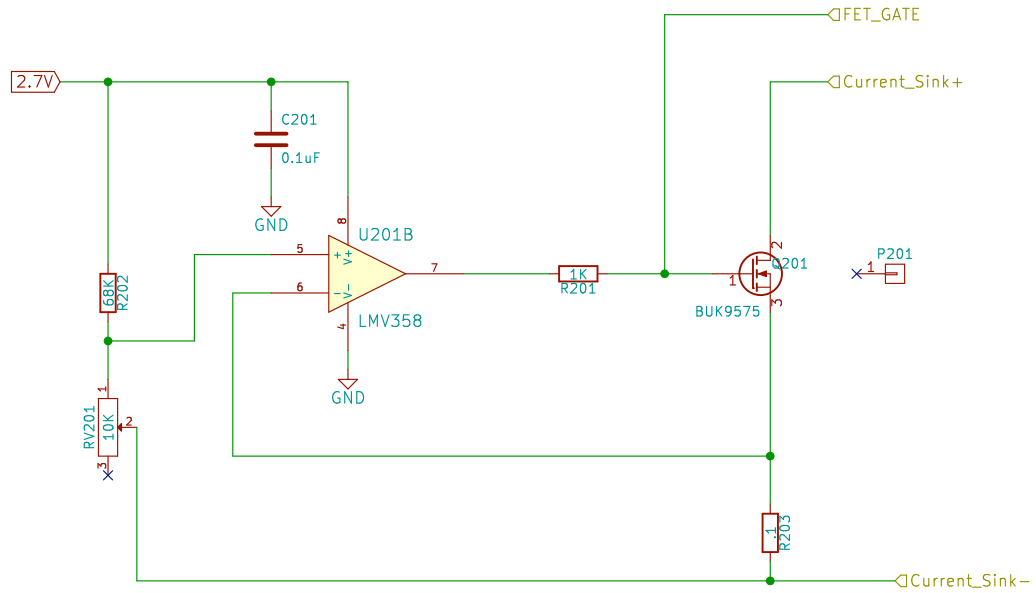 FET_GATE
2.7V
Current_Sink+
C201
0.1uF
GND
8
U201B
5
+
V+
7
6
-
V-
4
LMV358
GND
68K
R202
1K
R201
2
Q201
1
3
BUK9575
P201
1
1
RV201
10K
2
3
.1
R203
Current_Sink-